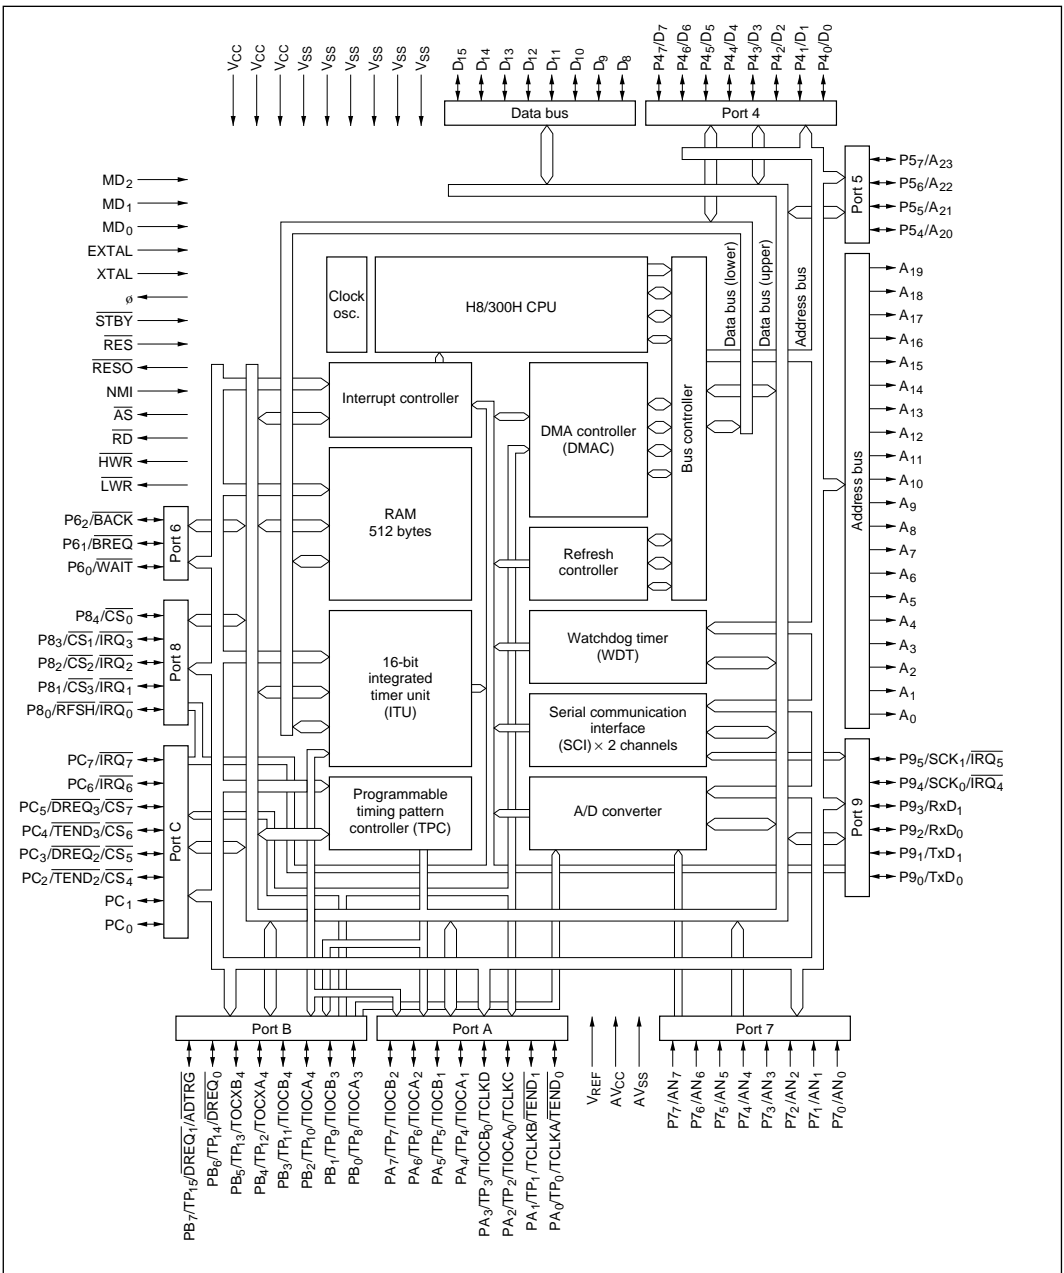 VCC
VCC
VCC
VSS
VSS
VSS
VSS
VSS
VSS
D15
D14
D13
D12
D11
D10
D9
D8
P47/D7
P46/D6
P45/D5
P44/D4
P43/D3
P42/D2
P41/D1
P40/D0
Data bus
Port 4
MD2
MD1
MD0
EXTAL
XTAL
ø
STBY
RES
RESO
NMI
AS
RD
HWR
LWR
Port 5
P57/A23
P56/A22
P55/A21
P54/A20
Data bus (lower)
Data bus (upper)
Address bus
Clock
osc.
H8/300H CPU
Bus controller
Interrupt controller
DMA controller
(DMAC)
RAM
512 bytes
Refresh
controller
16-bit
integrated
timer unit
(ITU)
Watchdog timer
(WDT)
Serial communication
interface
(SCI) × 2 channels
Programmable
timing pattern
controller (TPC)
A/D converter
Address bus
A19
A18
A17
A16
A15
A14
A13
A12
A11
A10
A9
A8
A7
A6
A5
A4
A3
A2
A1
A0
P62/BACK
P61/BREQ
P60/WAIT
Port 6
P84/CS0
P83/CS1/IRQ3
P82/CS2/IRQ2
P81/CS3/IRQ1
P80/RFSH/IRQ0
Port 8
PC7/IRQ7
PC6/IRQ6
PC5/DREQ3/CS7
PC4/TEND3/CS6
PC3/DREQ2/CS5
PC2/TEND2/CS4
PC1
PC0
Port C
Port 9
P95/SCK1/IRQ5
P94/SCK0/IRQ4
P93/RxD1
P92/RxD0
P91/TxD1
P90/TxD0
Port B
Port A
Port 7
PB7/TP15/DREQ1/ADTRG
PB6/TP14/DREQ0
PB5/TP13/TOCXB4
PB4/TP12/TOCXA4
PB3/TP11/TIOCB4
PB2/TP10/TIOCA4
PB1/TP9/TIOCB3
PB0/TP8/TIOCA3
PA7/TP7/TIOCB2
PA6/TP6/TIOCA2
PA5/TP5/TIOCB1
PA4/TP4/TIOCA1
PA3/TP3/TIOCB0/TCLKD
PA2/TP2/TIOCA0/TCLKC
PA1/TP1/TCLKB/TEND1
PA0/TP0/TCLKA/TEND0
VREF
AVCC
AVSS
P77/AN7
P76/AN6
P75/AN5
P74/AN4
P73/AN3
P72/AN2
P71/AN1
P70/AN0